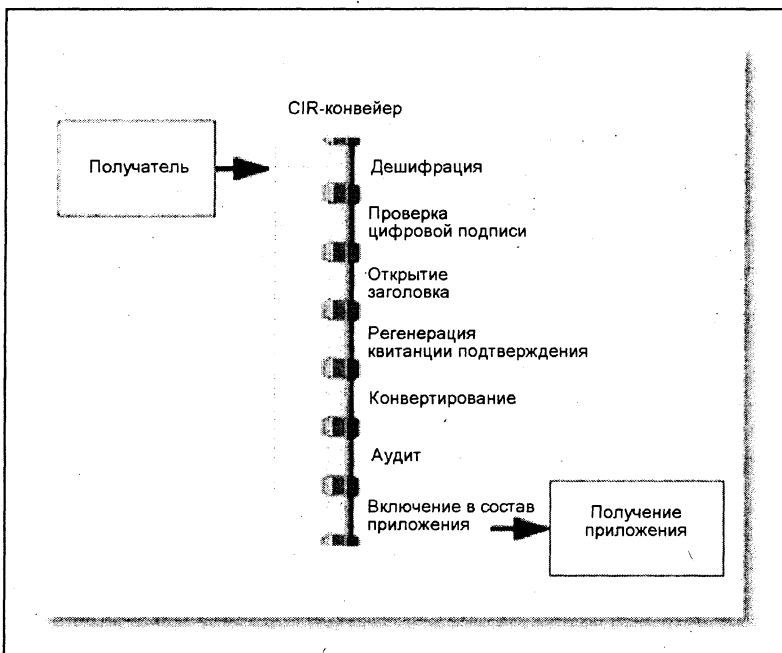 CIR-конвейер
Получатель
Дешифрация
Проверка
цифровой подписи
Открытие
заголовка
Регенерация
квитанции подтверждения
Конвертирование
Аудит
Включение в состав
приложения
Получение
приложения